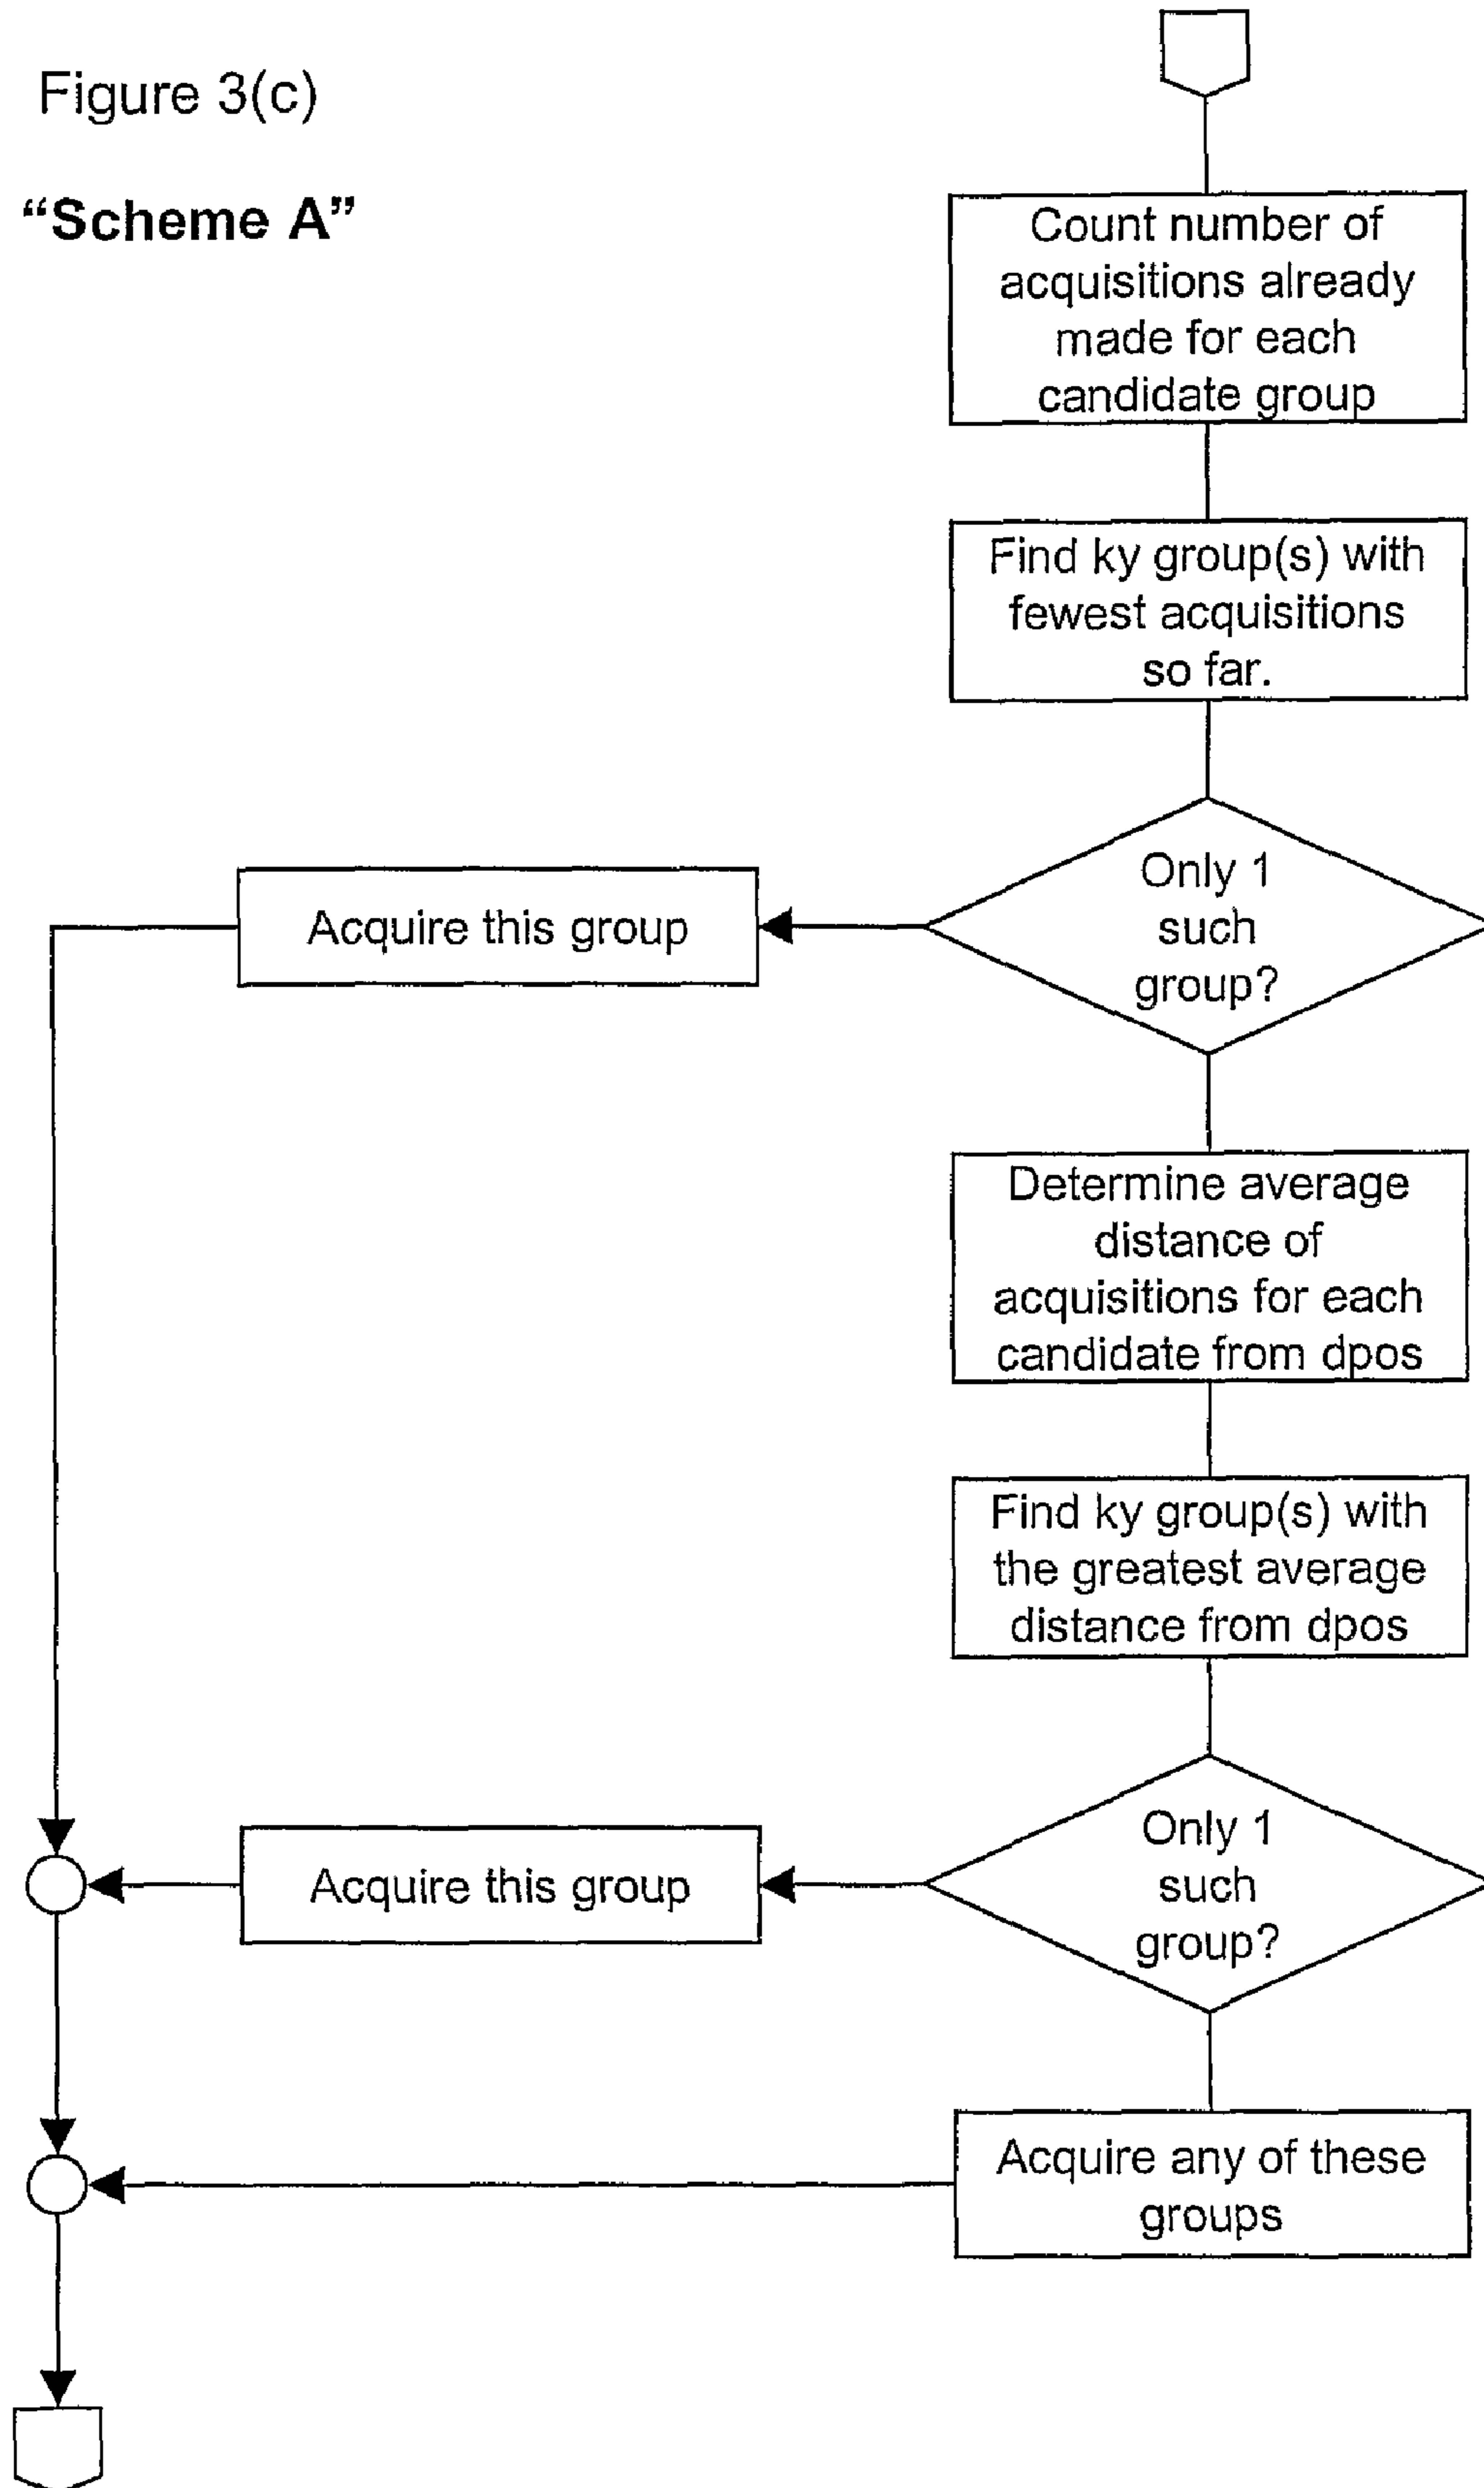 Figure 3(c)
“Scheme A”
Count number of
acquisitions already
made for each
candidate group
Find ky group(s) with
fewest acquisitions
so far.
Only 1
such
group?
Acquire this group
Determine average
distance of
acquisitions for each
candidate from dpos
Find ky group(s) with
the greatest average
distance from dpos
Only 1
such
group?
Acquire this group
Acquire any of these
groups